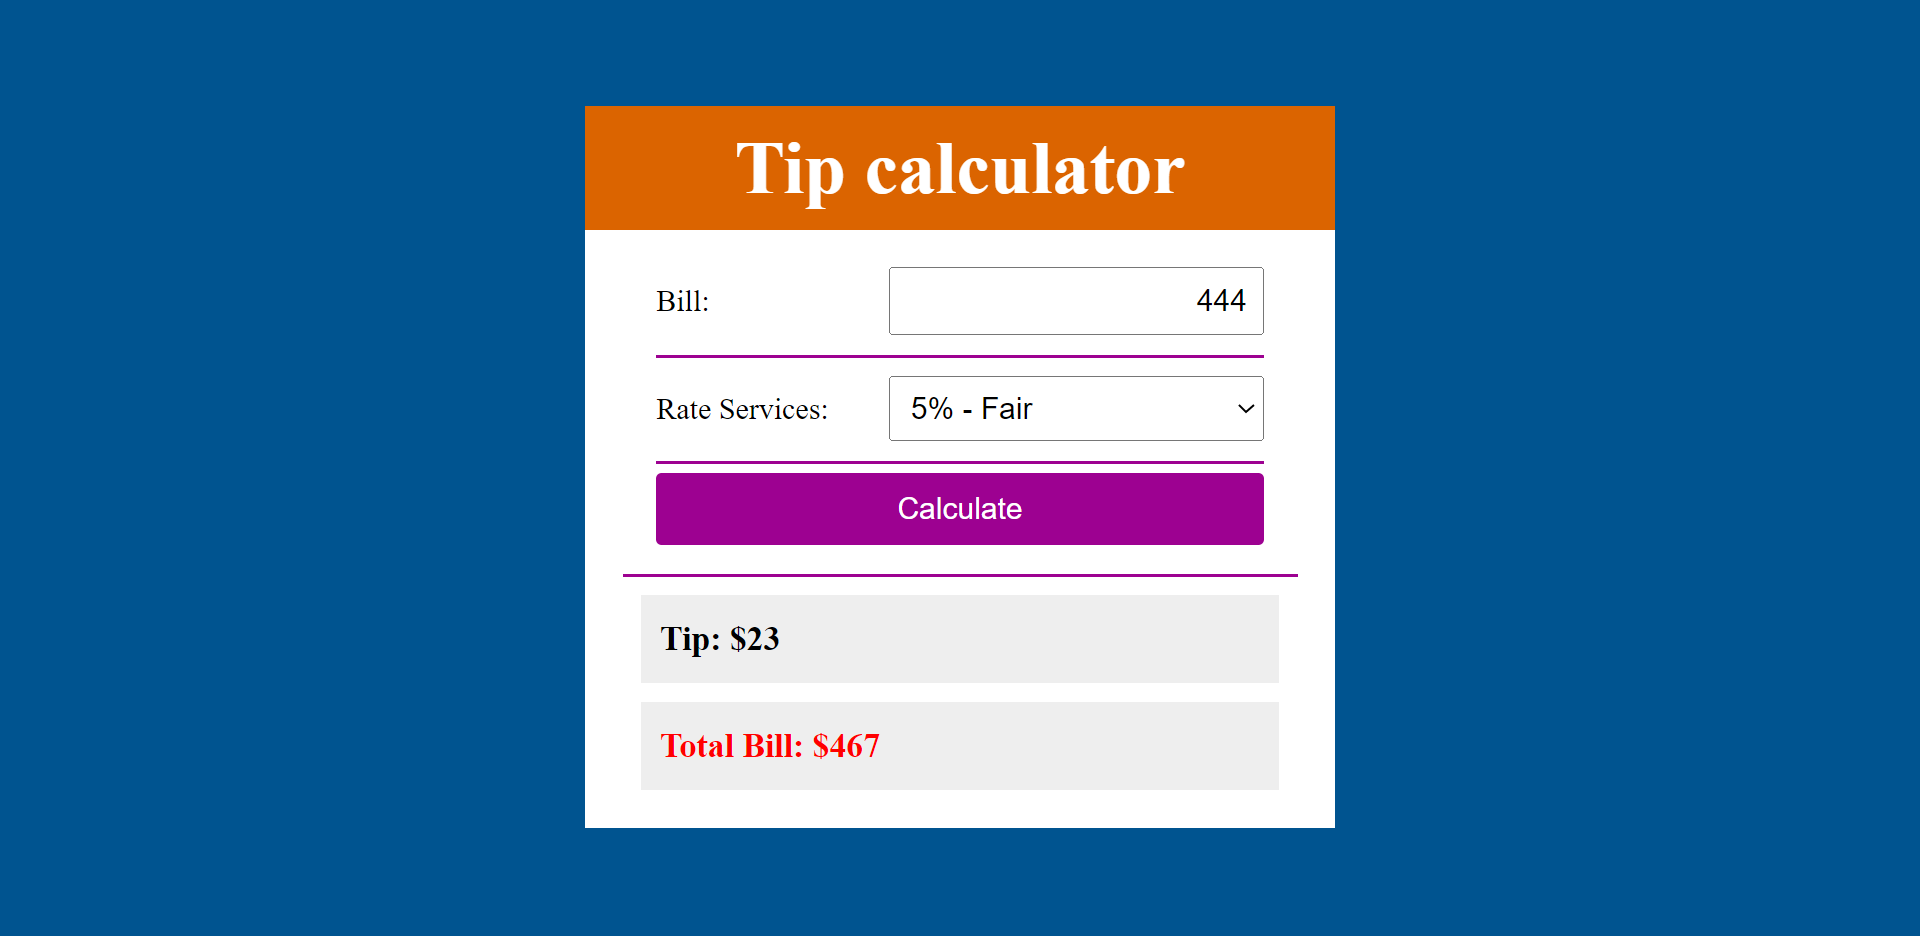 Tip calculator
Bill: 444
Rate Services: 5% - Fair
Calculate
Tip: $23
Total Bill: $467